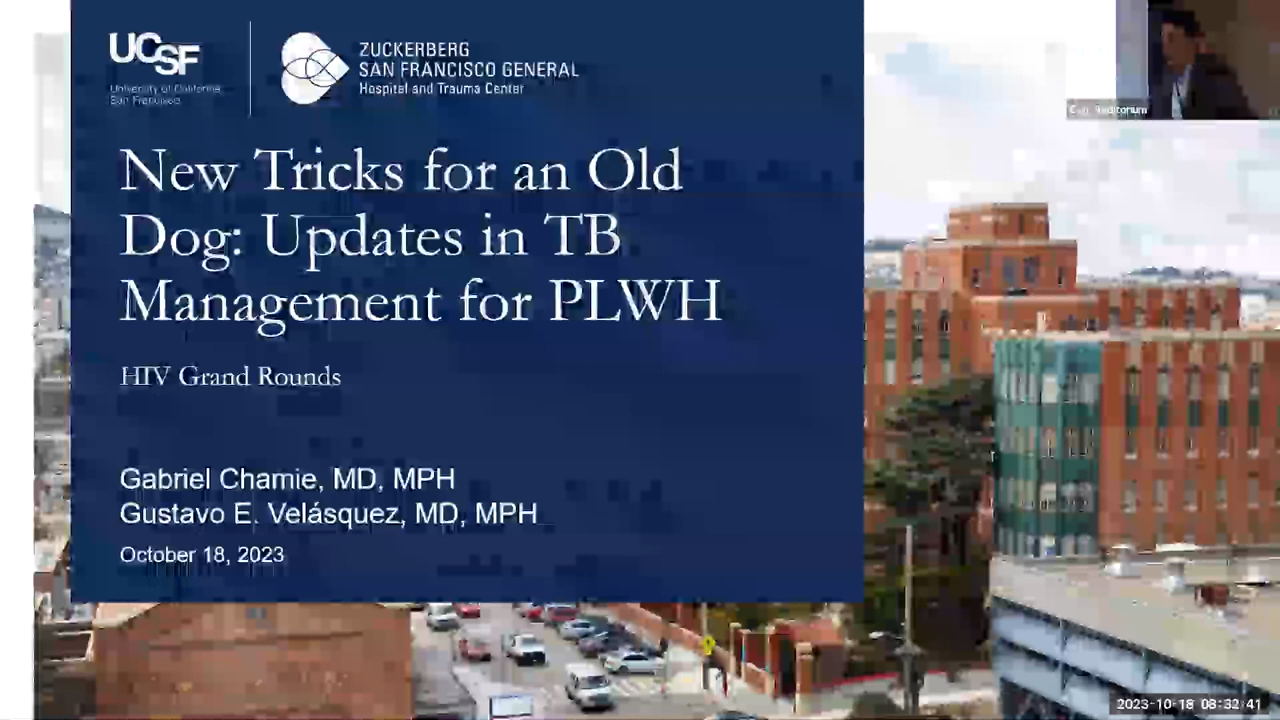 UCSF
University of California
San Francisco
ZUCKERBERG
SAN FRANCISCO GENERAL
Hospital and Trauma Center
New Tricks for an Old
Dog: Updates in TB
Management for PLWH
HIV Grand Rounds
Gabriel Chamie, MD, MPH
Gustavo E. Velásquez, MD, MPH
October 18, 2023
Auditorium
2023-10-18 08:32:41